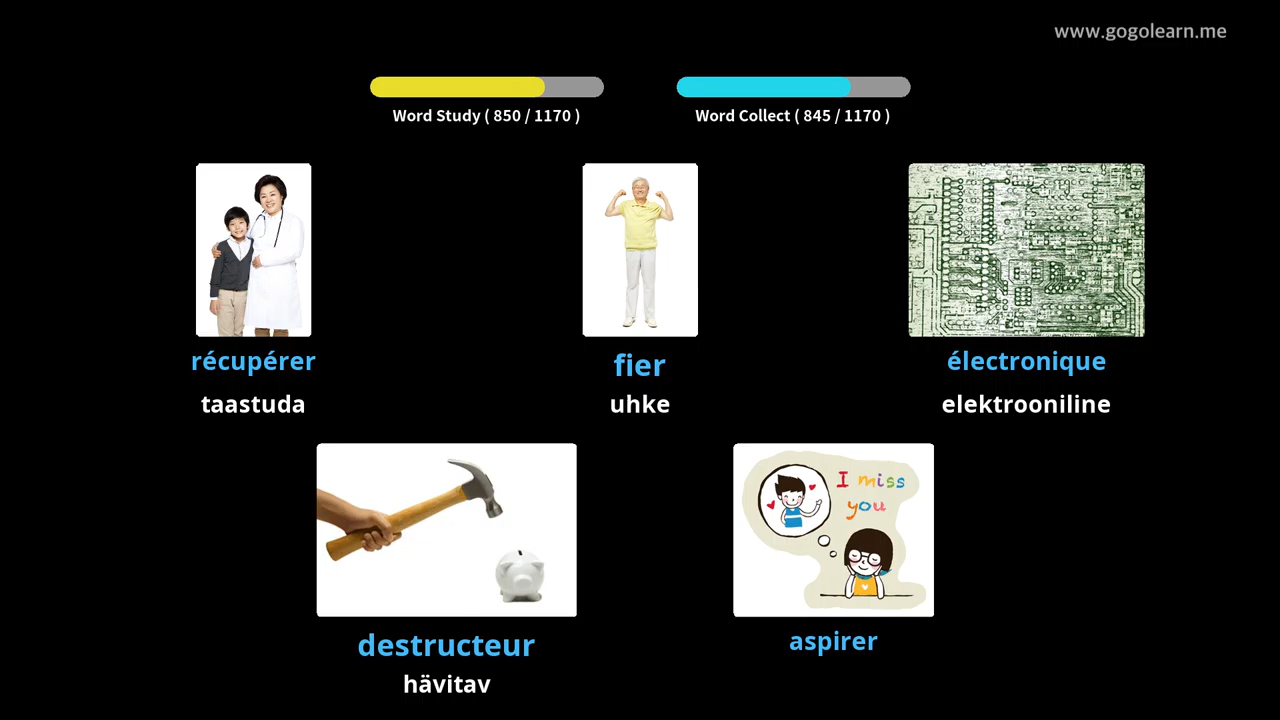 www.gogolearn.me
Word Study ( 850 / 1170 )
Word Collect ( 845 / 1170 )
récupérer
taastuda
fier
uhke
électronique
elektrooniline
I miss
you
destructeur
hävitav
aspirer